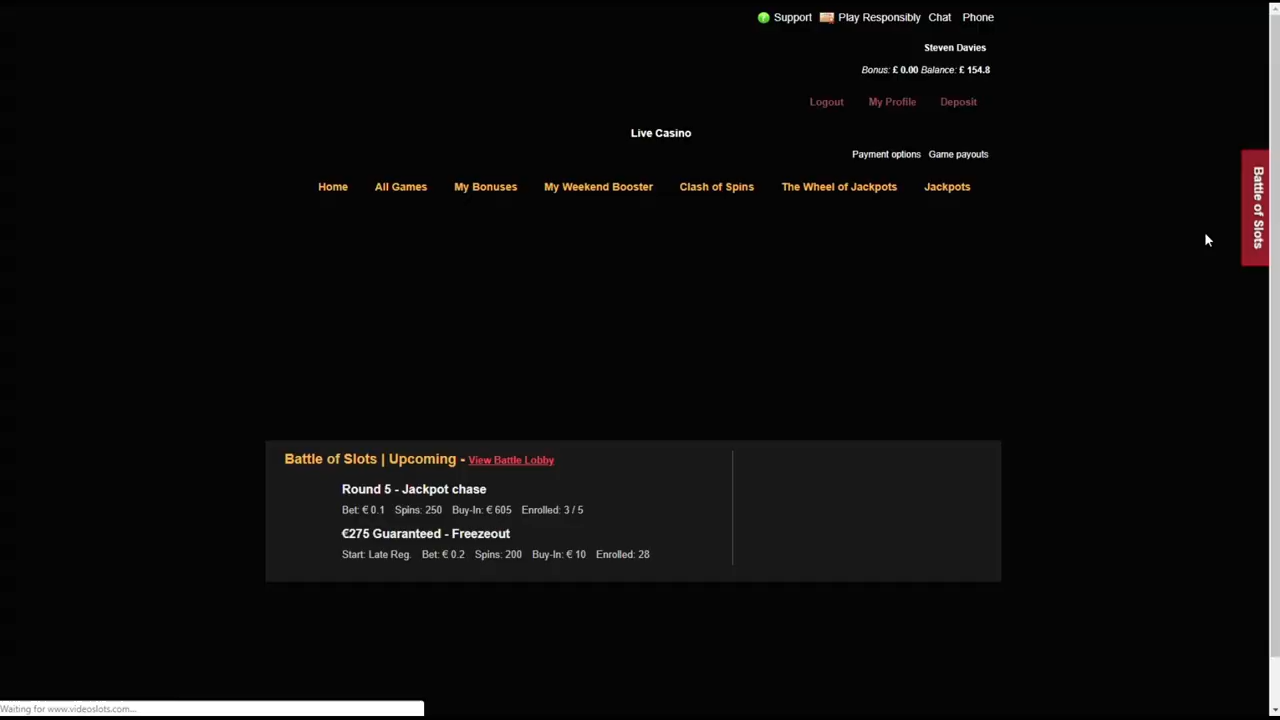 Support Play Responsibly Chat Phone
Steven Davies
Bonus: £ 0.00 Balance: £ 154.8
Logout My Profile Deposit
Live Casino
Payment options Game payouts
Home All Games My Bonuses My Weekend Booster Clash of Spins The Wheel of Jackpots Jackpots
Battle of Slots
Battle of Slots | Upcoming - View Battle Lobby
Round 5 - Jackpot chase
Bet: € 0.1 Spins: 250 Buy-In: € 605 Enrolled: 3 / 5
€275 Guaranteed - Freezeout
Start: Late Reg. Bet: € 0.2 Spins: 200 Buy-In: € 10 Enrolled: 28
Waiting for www.videoslots.com...